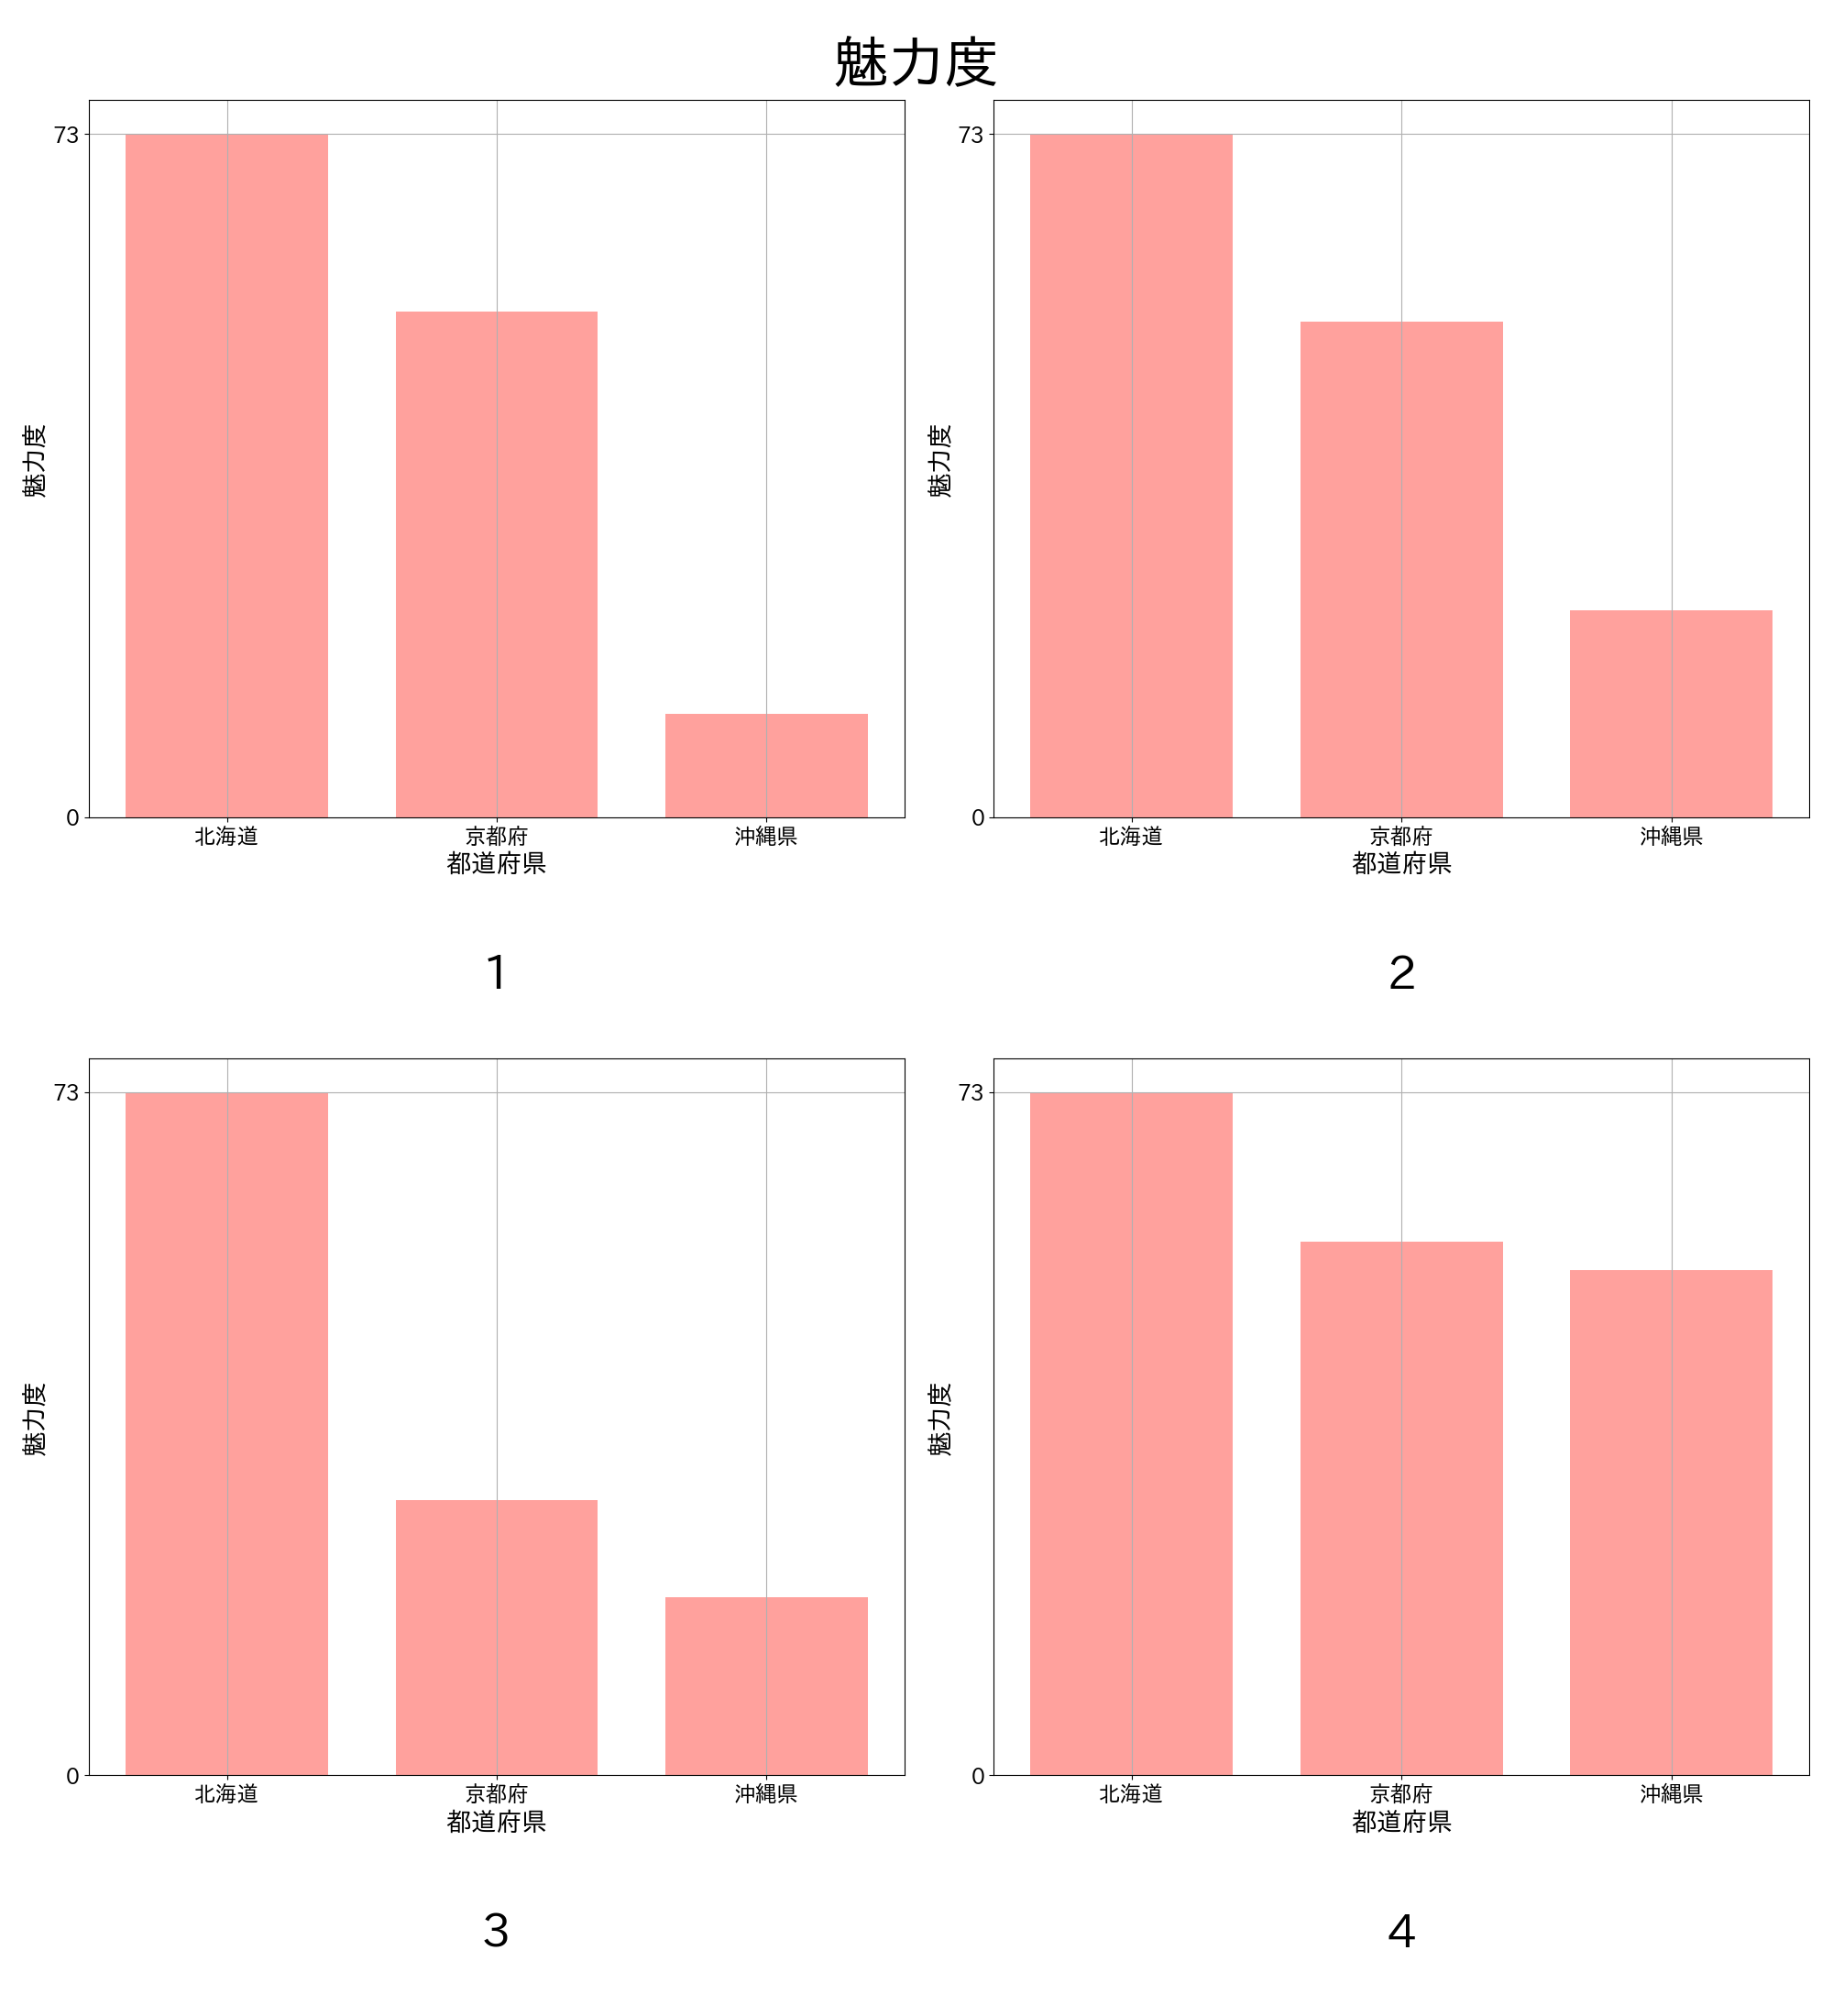 魅力度
73
魅力度
0
北海道 京都府 沖縄県
都道府県
1
73
魅力度
0
北海道 京都府 沖縄県
都道府県
2
73
魅力度
0
北海道 京都府 沖縄県
都道府県
3
73
魅力度
0
北海道 京都府 沖縄県
都道府県
4